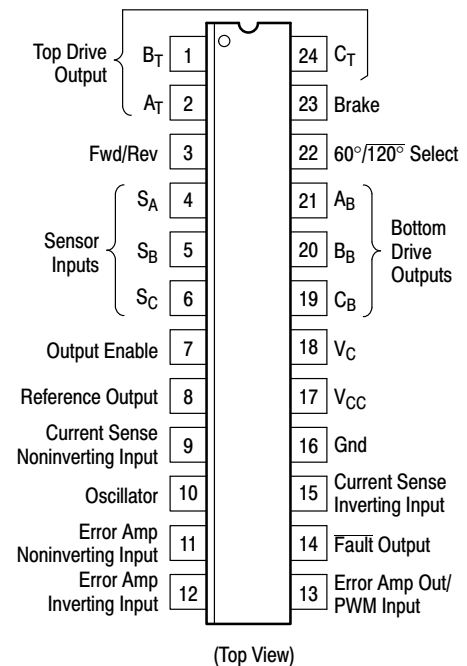 Top Drive
Output
B_T 1
A_T 2
Fwd/Rev 3
Sensor
Inputs
S_A 4
S_B 5
S_C 6
Output Enable 7
Reference Output 8
Current Sense
Noninverting Input 9
Oscillator 10
Error Amp
Noninverting Input 11
Error Amp
Inverting Input 12
24 C_T
23 Brake
22 60°/1̅2̅0̅°̅ Select
21 A_B
20 B_B
19 C_B
Bottom
Drive
Outputs
18 V_C
17 V_CC
16 Gnd
15 Current Sense
Inverting Input
14 F̅a̅u̅l̅t̅ Output
13 Error Amp Out/
PWM Input
(Top View)